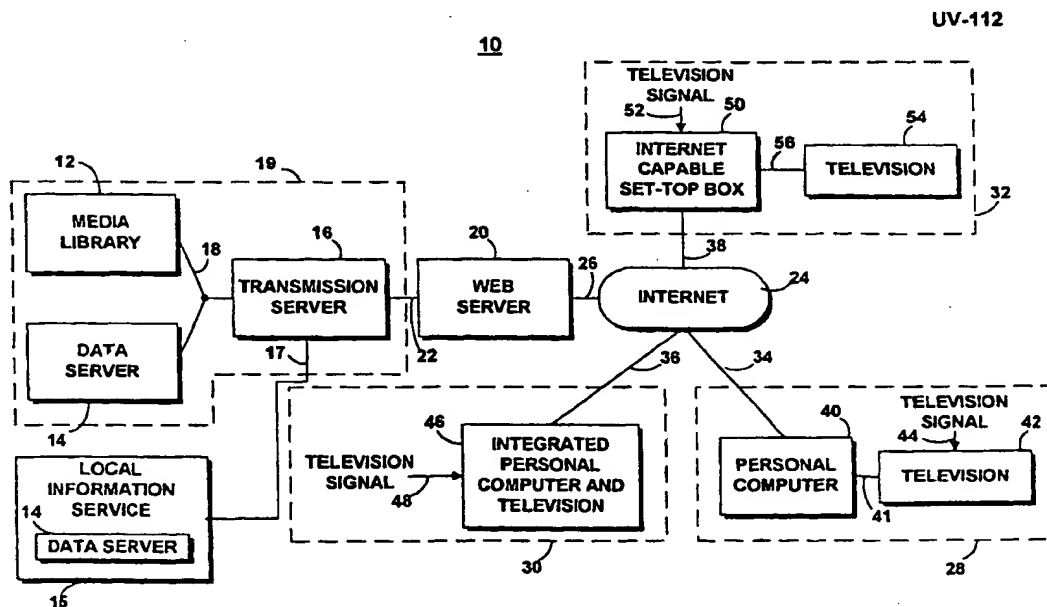 UV-112
10
TELEVISION
SIGNAL
52
50
54
INTERNET
CAPABLE
SET-TOP BOX
56
TELEVISION
32
38
12
19
MEDIA
LIBRARY
18
16
TRANSMISSION
SERVER
20
WEB
SERVER
26
INTERNET
24
DATA
SERVER
17
22
14
36
34
LOCAL
INFORMATION
SERVICE
14
DATA SERVER
15
46
TELEVISION
SIGNAL
48
INTEGRATED
PERSONAL
COMPUTER AND
TELEVISION
30
40
TELEVISION
SIGNAL
44
42
PERSONAL
COMPUTER
41
TELEVISION
28